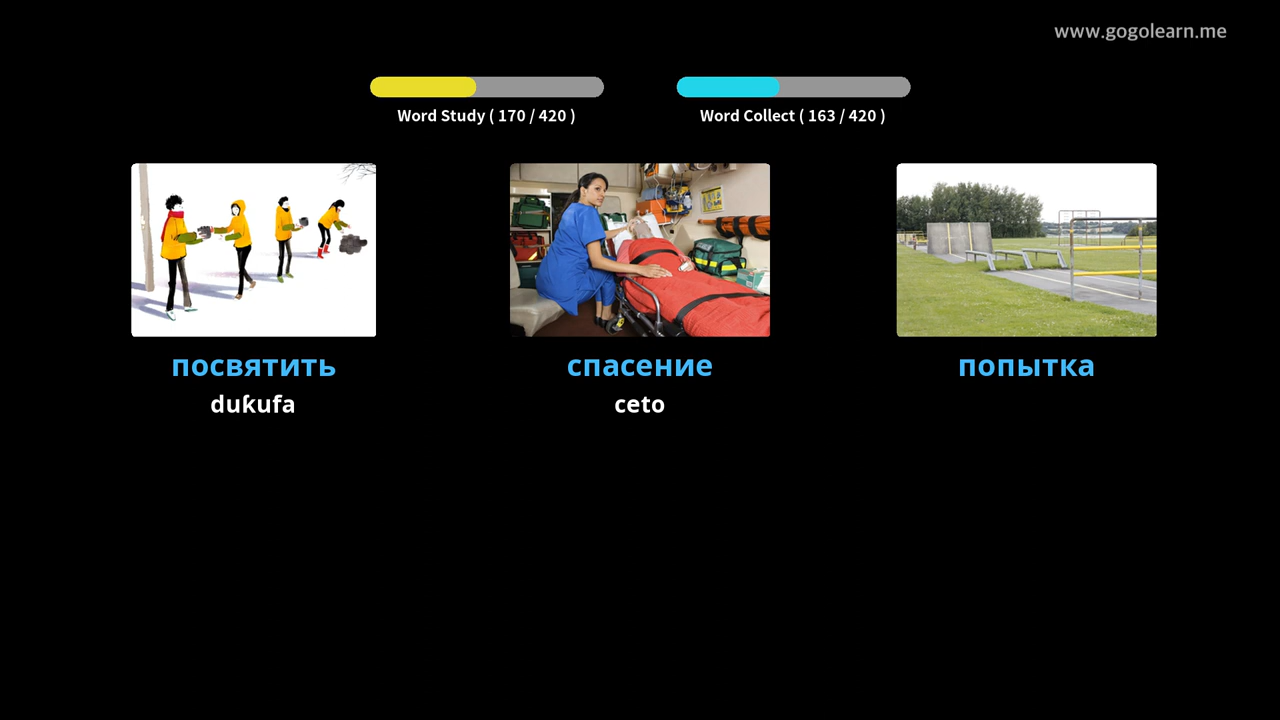 www.gogolearn.me
Word Study ( 170 / 420 )
Word Collect ( 163 / 420 )
посвятить
спасение
попытка
duƙufa
ceto